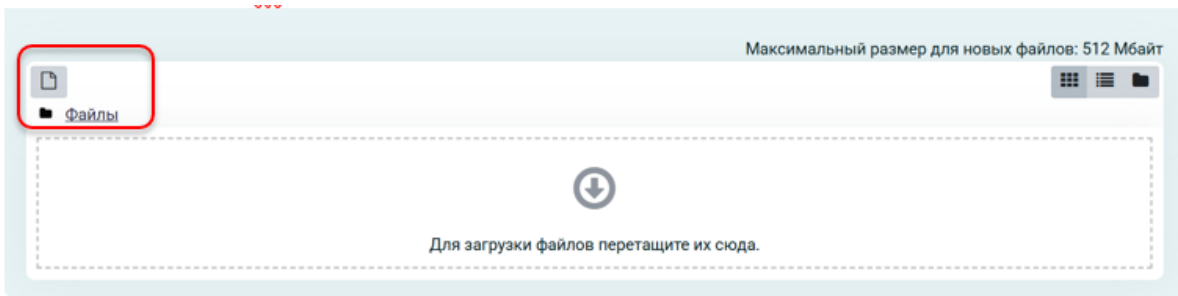 Максимальный размер для новых файлов: 512 Мбайт
Файлы
Для загрузки файлов перетащите их сюда.